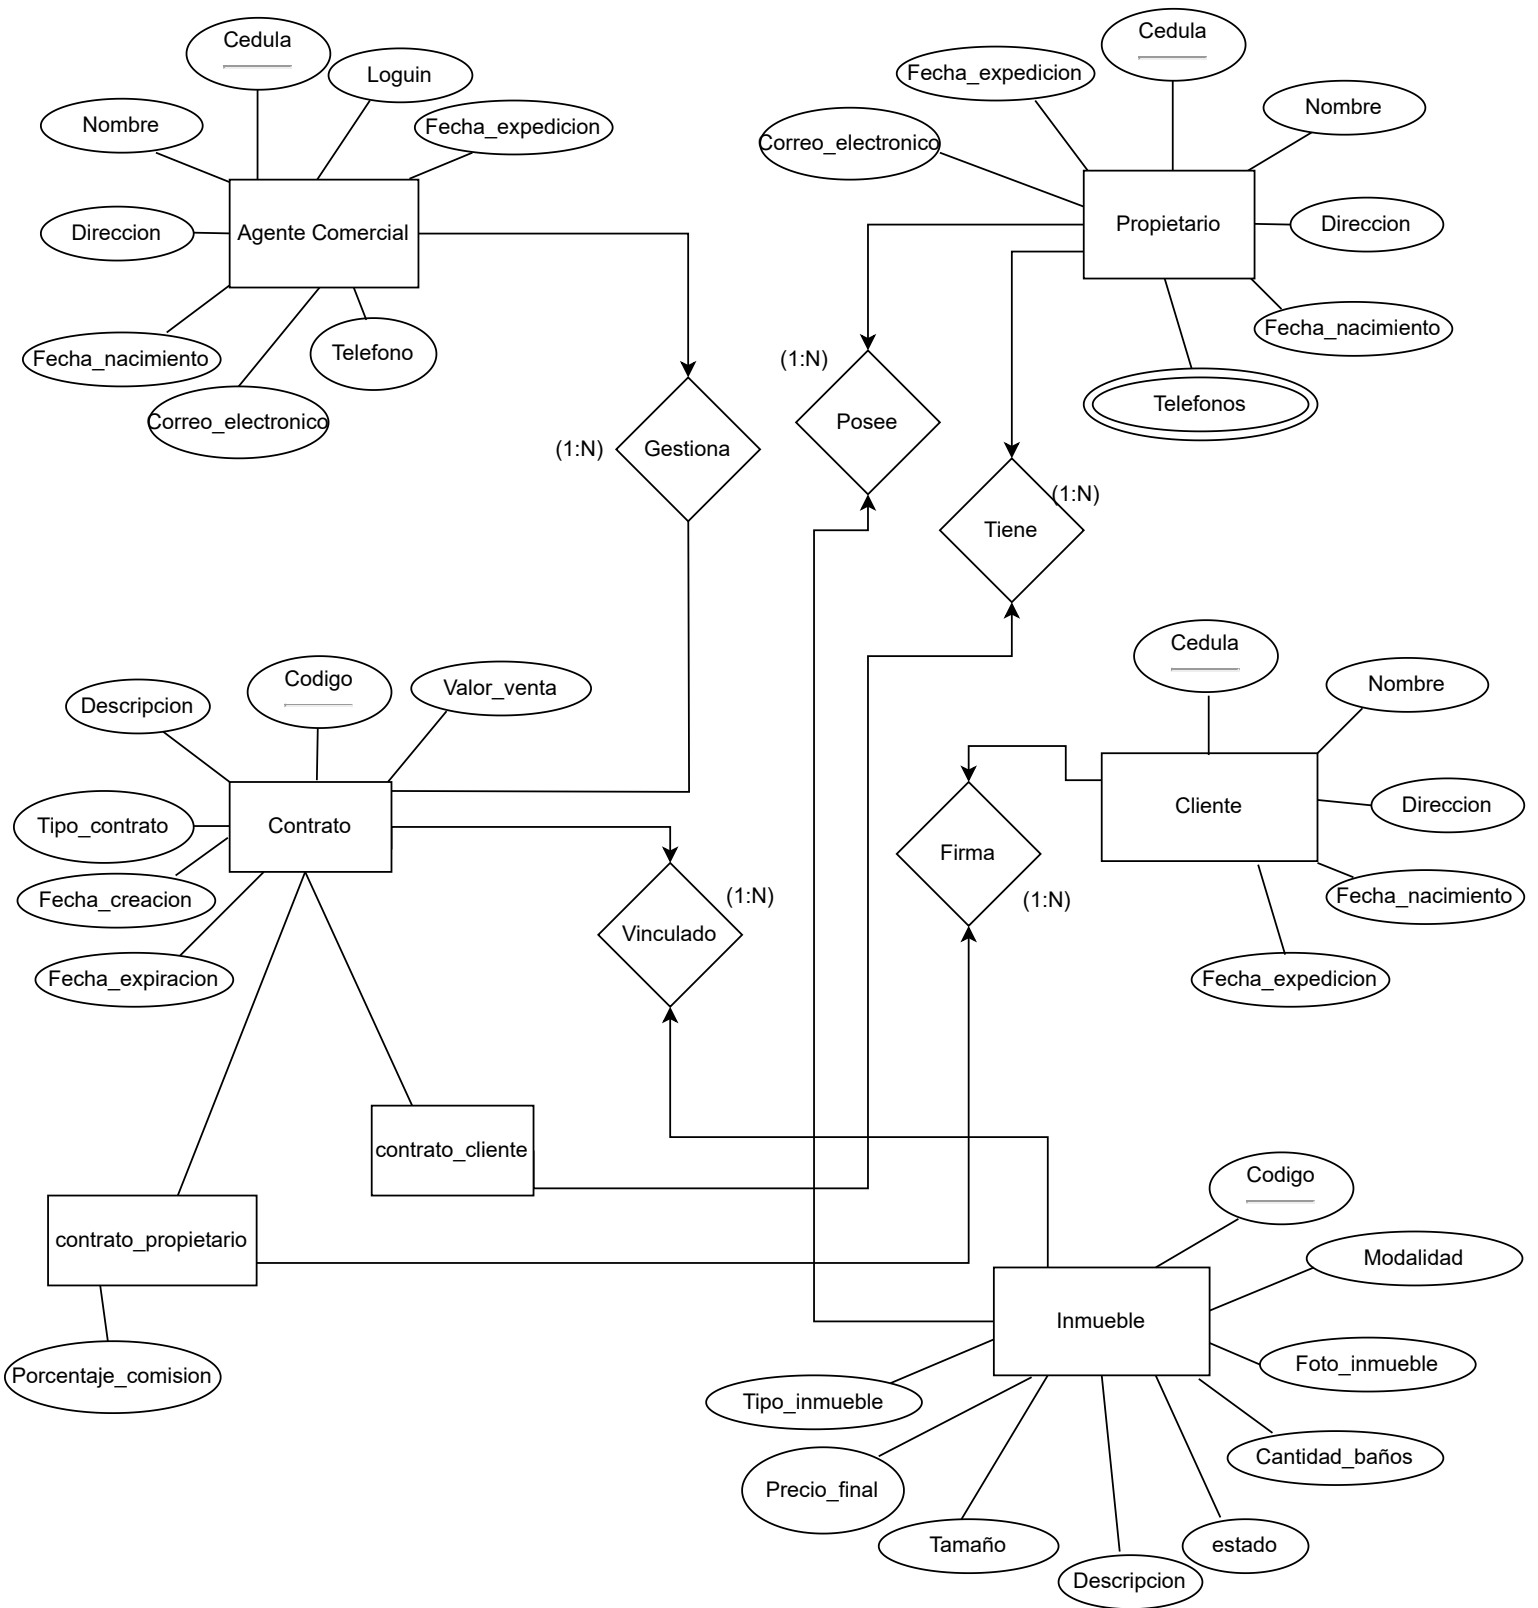 Cedula
Loguin
Nombre
Fecha_expedicion
Direccion
Agente Comercial
Fecha_nacimiento
Telefono
Correo_electronico
Cedula
Fecha_expedicion
Nombre
Correo_electronico
Propietario
Direccion
Fecha_nacimiento
Telefonos
(1:N)
Posee
(1:N)
Gestiona
(1:N)
Tiene
Cedula
Nombre
Cliente
Direccion
Fecha_nacimiento
Fecha_expedicion
Codigo
Valor_venta
Descripcion
Tipo_contrato
Contrato
Fecha_creacion
Fecha_expiracion
Firma
(1:N)
(1:N)
Vinculado
contrato_cliente
contrato_propietario
Porcentaje_comision
Codigo
Modalidad
Inmueble
Foto_inmueble
Tipo_inmueble
Cantidad_baños
Precio_final
Tamaño
estado
Descripcion